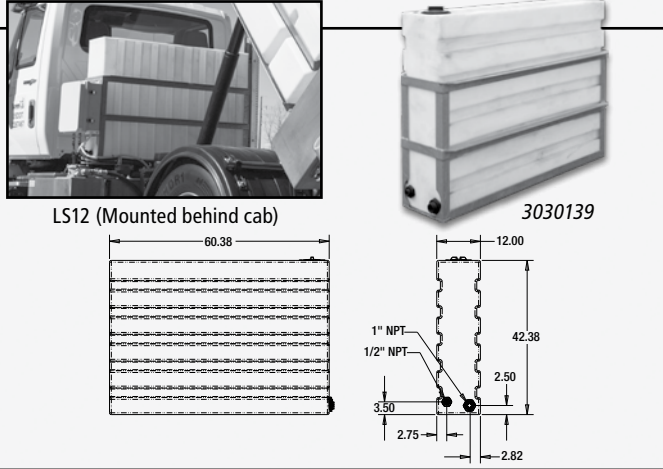 LS12 (Mounted behind cab)
3030139
60.38
12.00
1" NPT
1/2" NPT
42.38
2.50
3.50
2.75
2.82